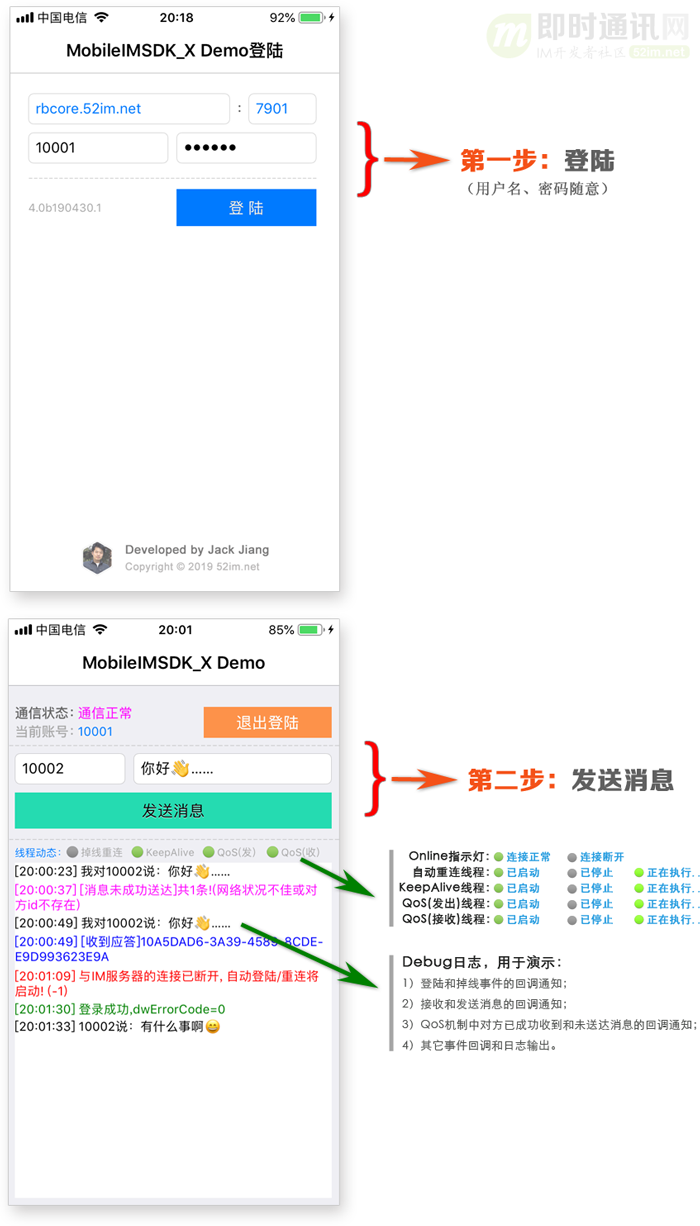 中国电信 20:18 92%
MobileIMSDK_X Demo登陆
即时通讯网
IM开发者社区 52im.net
rbcore.52im.net : 7901
10001 ••••••
第一步：登陆
（用户名、密码随意）
4.0b190430.1 登 陆
Developed by Jack Jiang
Copyright © 2019 52im.net
中国电信 20:01 85%
MobileIMSDK_X Demo
通信状态: 通信正常
当前账号: 10001
退出登陆
10002 你好👋......
第二步：发送消息
发送消息
线程动态: 掉线重连 KeepAlive QoS(发) QoS(收)
[20:00:23] 我对10002说：你好👋......
[20:00:37] [消息未成功送达]共1条!(网络状况不佳或对
方id不存在)
[20:00:49] 我对10002说：你好👋......
[20:00:49] [收到应答]10A5DAD6-3A39-4589-8CDE-
E9D993623E9A
[20:01:09] 与IM服务器的连接已断开, 自动登陆/重连将
启动! (-1)
[20:01:30] 登录成功,dwErrorCode=0
[20:01:33] 10002说：有什么事啊😀
Online指示灯: 连接正常 连接断开
自动重连线程: 已启动 已停止 正在执行..
KeepAlive线程: 已启动 已停止 正在执行..
QoS(发出)线程: 已启动 已停止 正在执行..
QoS(接收)线程: 已启动 已停止 正在执行..
Debug日志，用于演示：
1）登陆和掉线事件的回调通知；
2）接收和发送消息的回调通知；
3）QoS机制中对方已成功收到和未送达消息的回调通知；
4）其它事件回调和日志输出。